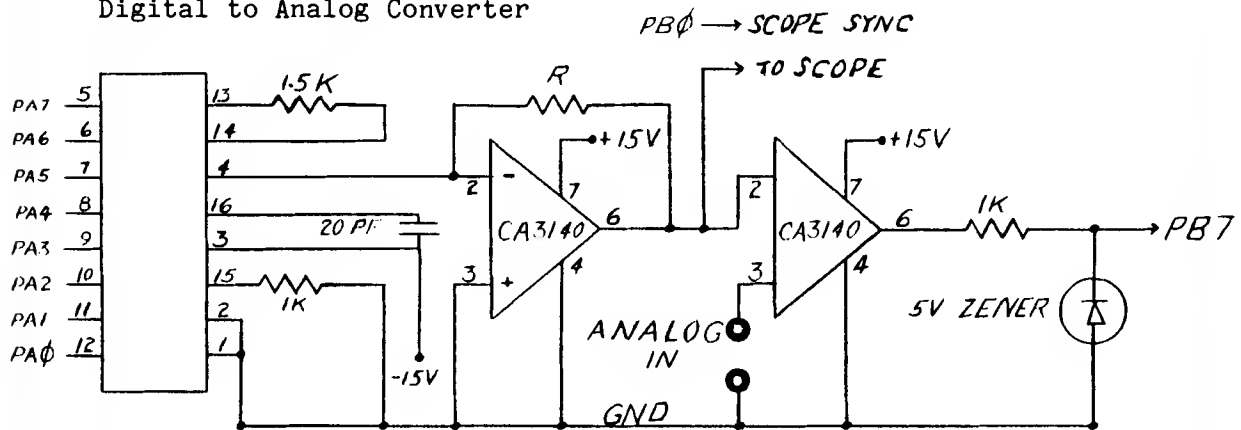 Digital to Analog Converter
PBØ → SCOPE SYNC
→ TO SCOPE
PA7 5
PA6 6
PA5 7
PA4 8
PA3 9
PA2 10
PA1 11
PAØ 12
13 1.5K
14
4
16
3
15 1K
2
1
20 PF
-15V
R
+15V
2 -
7
CA3140
6
3 +
4
+15V
2
7
CA3140
6
3
4
1K
→ PB7
5V ZENER
ANALOG
IN
GND